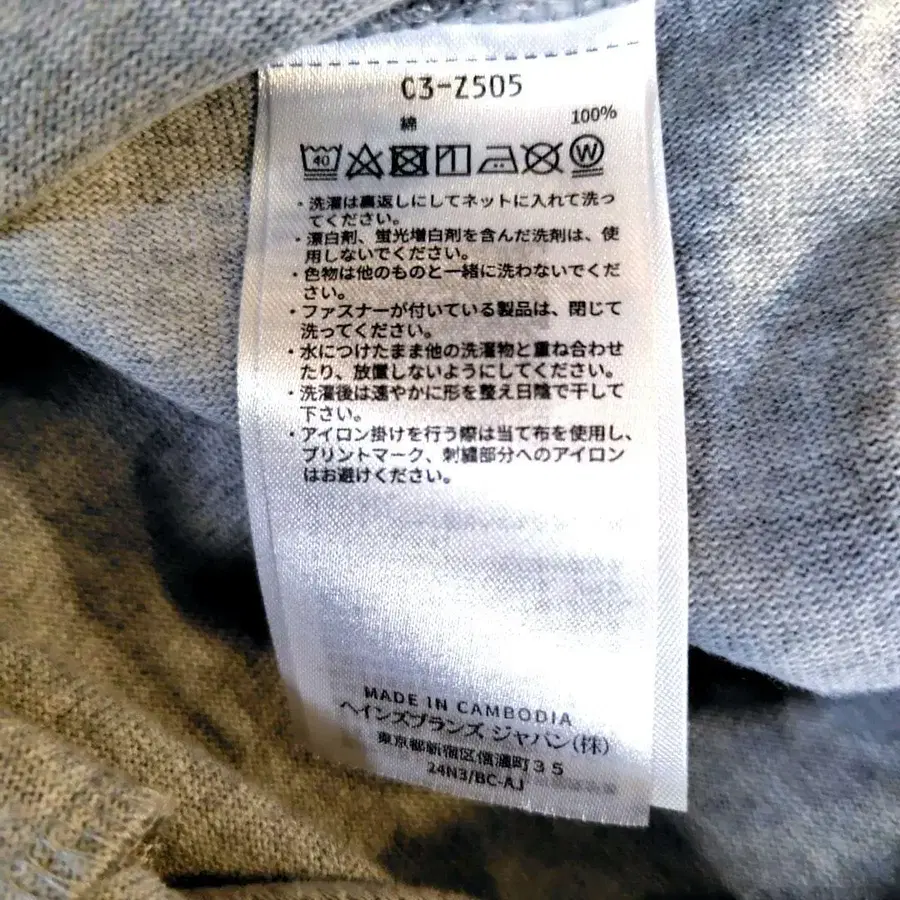 C3-Z505
綿 100%
40 W
・洗濯は裏返しにしてネットに入れて洗っ
てください。
・漂白剤、蛍光増白剤を含んだ洗剤は、使
用しないでください。
・色物は他のものと一緒に洗わないでくだ
さい。
・ファスナーが付いている製品は、閉じて
洗ってください。
・水につけたまま他の洗濯物と重ね合わせ
たり、放置しないようにしてください。
・洗濯後は速やかに形を整え日陰で干して
下さい。
・アイロン掛けを行う際は当て布を使用し、
プリントマーク、刺繍部分へのアイロン
はお避けください。
MADE IN CAMBODIA
ヘインズブランズ ジャパン(株)
東京都新宿区信濃町35
24N3/BC-AJ